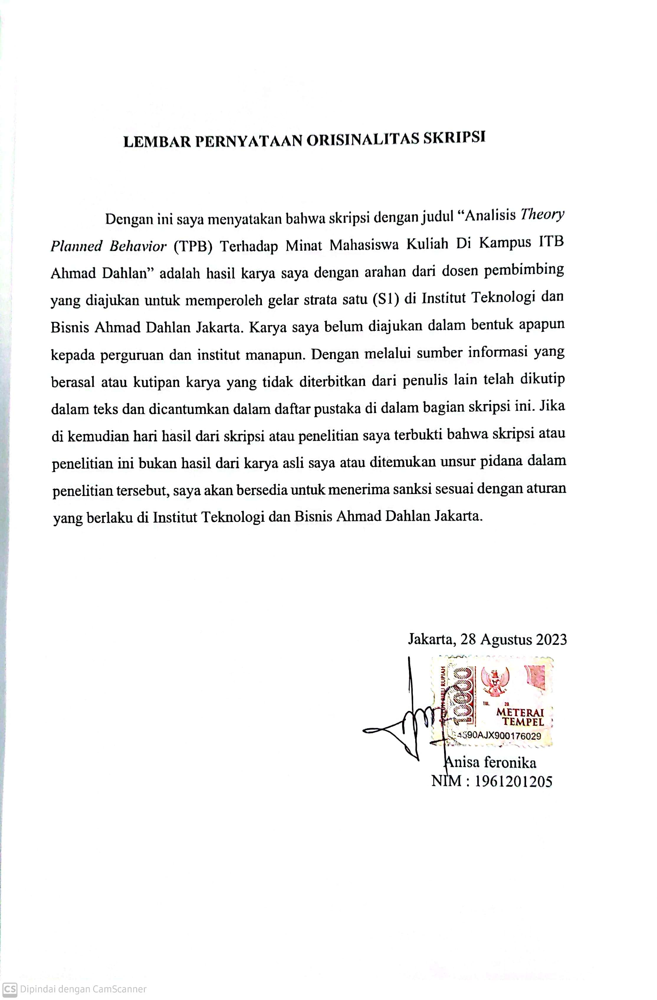 LEMBAR PERNYATAAN ORISINALITAS SKRIPSI
Dengan ini saya menyatakan bahwa skripsi dengan judul “Analisis Theory
Planned Behavior (TPB) Terhadap Minat Mahasiswa Kuliah Di Kampus ITB
Ahmad Dahlan” adalah hasil karya saya dengan arahan dari dosen pembimbing
yang diajukan untuk memperoleh gelar strata satu (S1) di Institut Teknologi dan
Bisnis Ahmad Dahlan Jakarta. Karya saya belum diajukan dalam bentuk apapun
kepada perguruan dan institut manapun. Dengan melalui sumber informasi yang
berasal atau kutipan karya yang tidak diterbitkan dari penulis lain telah dikutip
dalam teks dan dicantumkan dalam daftar pustaka di dalam bagian skripsi ini. Jika
di kemudian hari hasil dari skripsi atau penelitian saya terbukti bahwa skripsi atau
penelitian ini bukan hasil dari karya asli saya atau ditemukan unsur pidana dalam
penelitian tersebut, saya akan bersedia untuk menerima sanksi sesuai dengan aturan
yang berlaku di Institut Teknologi dan Bisnis Ahmad Dahlan Jakarta.
Jakarta, 28 Agustus 2023
RIBU RUPIAH
10000
TGL. 20
METERAI
TEMPEL
590AJX900176029
Anisa feronika
NIM : 1961201205
CS Dipindai dengan CamScanner